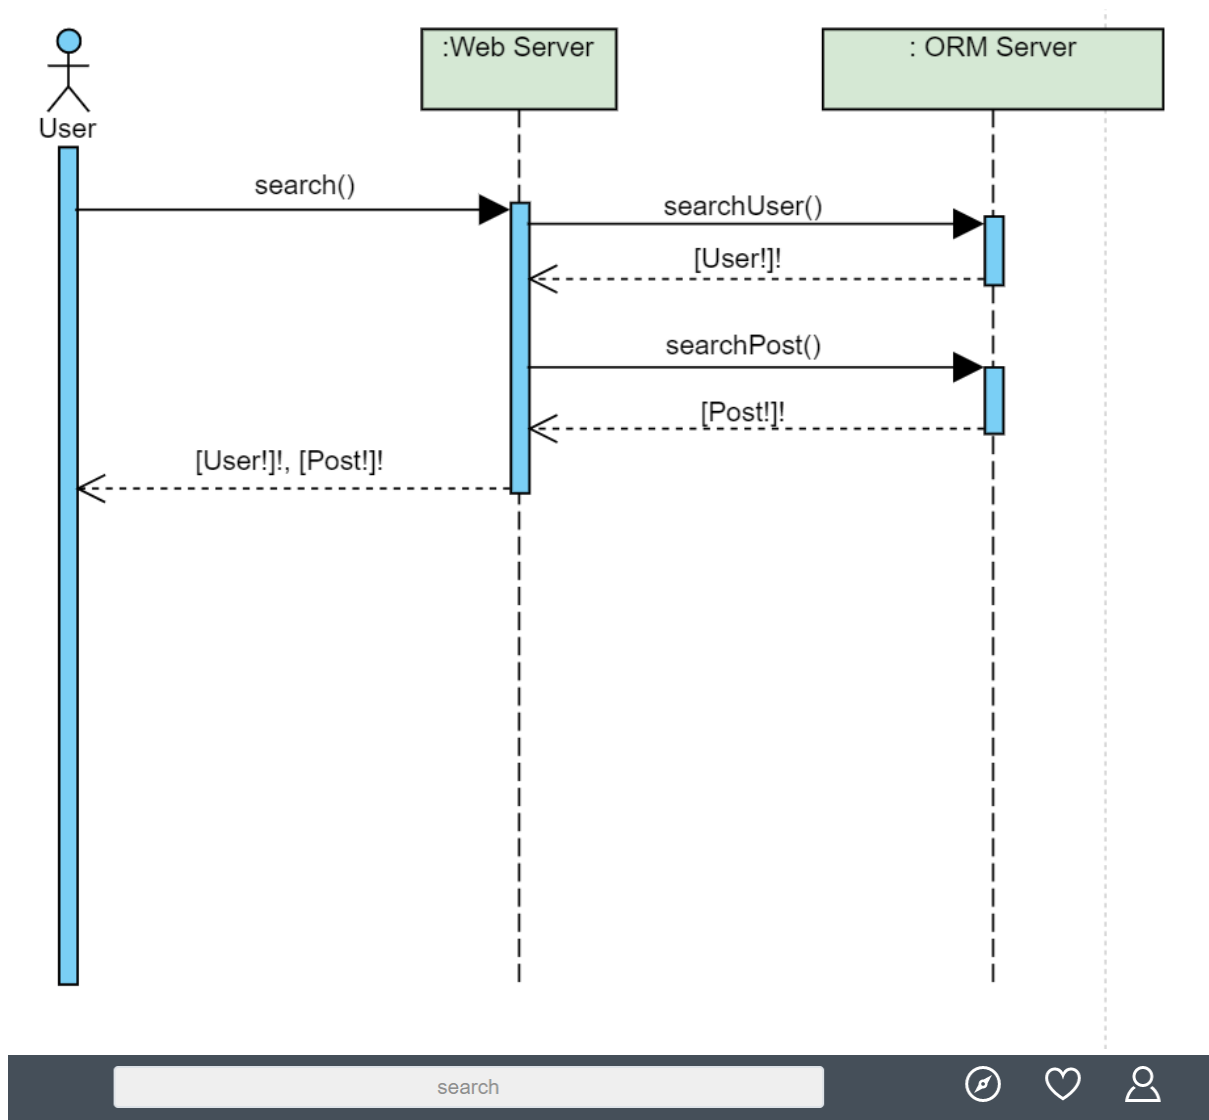 :Web Server
: ORM Server
User
search()
searchUser()
[User!]!
searchPost()
[Post!]!
[User!]!, [Post!]!
search